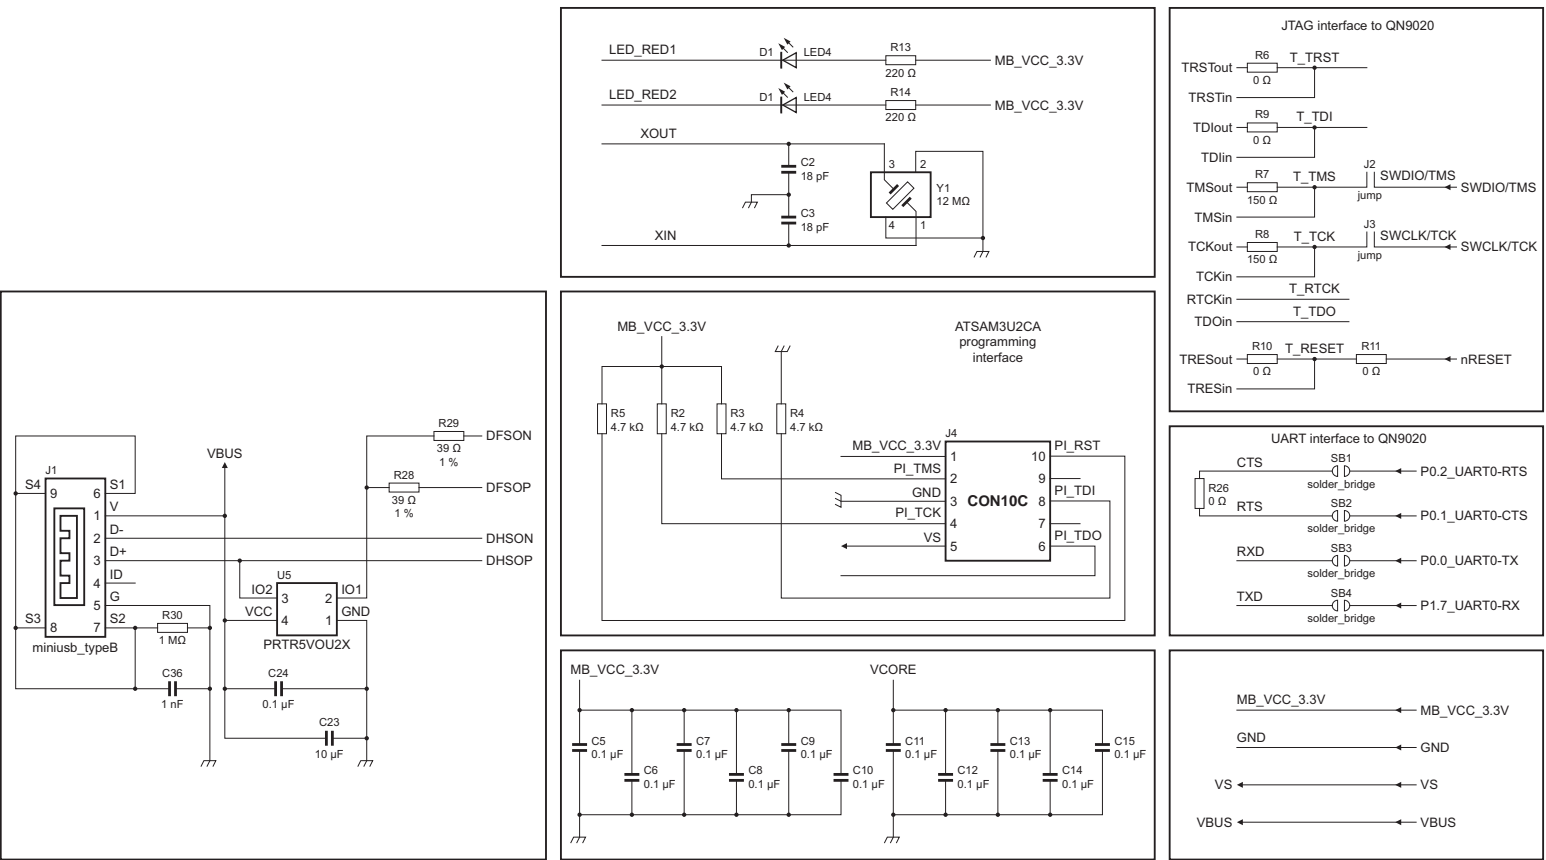 LED_RED1
D1
LED4
R13
220 Ω
MB_VCC_3.3V
LED_RED2
D1
LED4
R14
220 Ω
MB_VCC_3.3V
XOUT
C2
18 pF
C3
18 pF
XIN
3
2
4
1
Y1
12 MΩ
JTAG interface to QN9020
TRSTout
R6
0 Ω
T_TRST
TRSTin
TDIout
R9
0 Ω
T_TDI
TDIin
TMSout
R7
150 Ω
T_TMS
J2
jump
SWDIO/TMS
SWDIO/TMS
TMSin
TCKout
R8
150 Ω
T_TCK
J3
jump
SWCLK/TCK
SWCLK/TCK
TCKin
RTCKin
T_RTCK
TDOin
T_TDO
TRESout
R10
0 Ω
T_RESET
R11
0 Ω
nRESET
TRESin
J1
S4
9
6
S1
1
V
2
D-
3
D+
4
ID
5
G
S3
8
7
S2
miniusb_typeB
VBUS
R29
39 Ω
1 %
DFSON
R28
39 Ω
1 %
DFSOP
DHSON
DHSOP
U5
IO2
3
2
IO1
VCC
4
1
GND
PRTR5VOU2X
R30
1 MΩ
C36
1 nF
C24
0.1 μF
C23
10 μF
MB_VCC_3.3V
ATSAM3U2CA
programming
interface
R5
4.7 kΩ
R2
4.7 kΩ
R3
4.7 kΩ
R4
4.7 kΩ
J4
CON10C
MB_VCC_3.3V
1
PI_TMS
2
GND
3
PI_TCK
4
VS
5
10
PI_RST
9
8
PI_TDI
7
6
PI_TDO
UART interface to QN9020
CTS
SB1
solder_bridge
P0.2_UART0-RTS
R26
0 Ω
RTS
SB2
solder_bridge
P0.1_UART0-CTS
RXD
SB3
solder_bridge
P0.0_UART0-TX
TXD
SB4
solder_bridge
P1.7_UART0-RX
MB_VCC_3.3V
C5
0.1 μF
C6
0.1 μF
C7
0.1 μF
C8
0.1 μF
C9
0.1 μF
C10
0.1 μF
VCORE
C11
0.1 μF
C12
0.1 μF
C13
0.1 μF
C14
0.1 μF
C15
0.1 μF
MB_VCC_3.3V
MB_VCC_3.3V
GND
GND
VS
VS
VBUS
VBUS